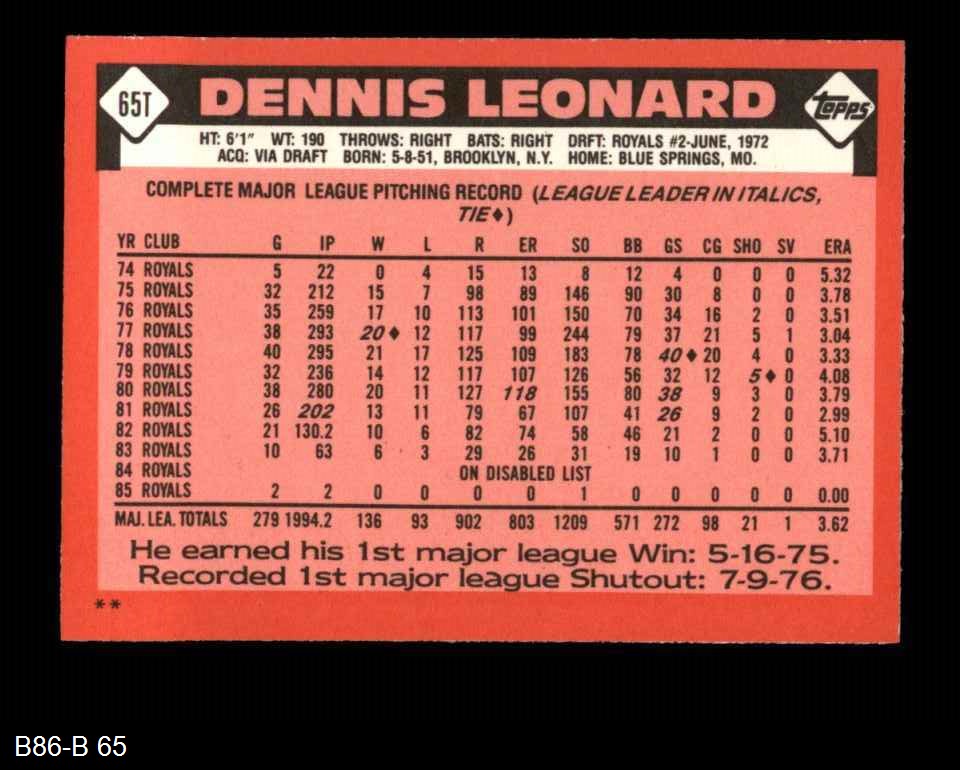 65T DENNIS LEONARD Topps
HT: 6'1" WT: 190 THROWS: RIGHT BATS: RIGHT DRFT: ROYALS #2-JUNE, 1972
ACQ: VIA DRAFT BORN: 5-8-51, BROOKLYN, N.Y. HOME: BLUE SPRINGS, MO.
COMPLETE MAJOR LEAGUE PITCHING RECORD (LEAGUE LEADER IN ITALICS,
TIE♦)
YR CLUB G IP W L R ER SO BB GS CG SHO SV ERA
74 ROYALS 5 22 0 4 15 13 8 12 4 0 0 0 5.32
75 ROYALS 32 212 15 7 98 89 146 90 30 8 0 0 3.78
76 ROYALS 35 259 17 10 113 101 150 70 34 16 2 0 3.51
77 ROYALS 38 293 20♦ 12 117 99 244 79 37 21 5 1 3.04
78 ROYALS 40 295 21 17 125 109 183 78 40♦ 20 4 0 3.33
79 ROYALS 32 236 14 12 117 107 126 56 32 12 5♦ 0 4.08
80 ROYALS 38 280 20 11 127 118 155 80 38 9 3 0 3.79
81 ROYALS 26 202 13 11 79 67 107 41 26 9 2 0 2.99
82 ROYALS 21 130.2 10 6 82 74 58 46 21 2 0 0 5.10
83 ROYALS 10 63 6 3 29 26 31 19 10 1 0 0 3.71
84 ROYALS ON DISABLED LIST
85 ROYALS 2 2 0 0 0 0 1 0 0 0 0 0 0.00
MAJ. LEA. TOTALS 279 1994.2 136 93 902 803 1209 571 272 98 21 1 3.62
He earned his 1st major league Win: 5-16-75.
Recorded 1st major league Shutout: 7-9-76.
**
B86-B 65